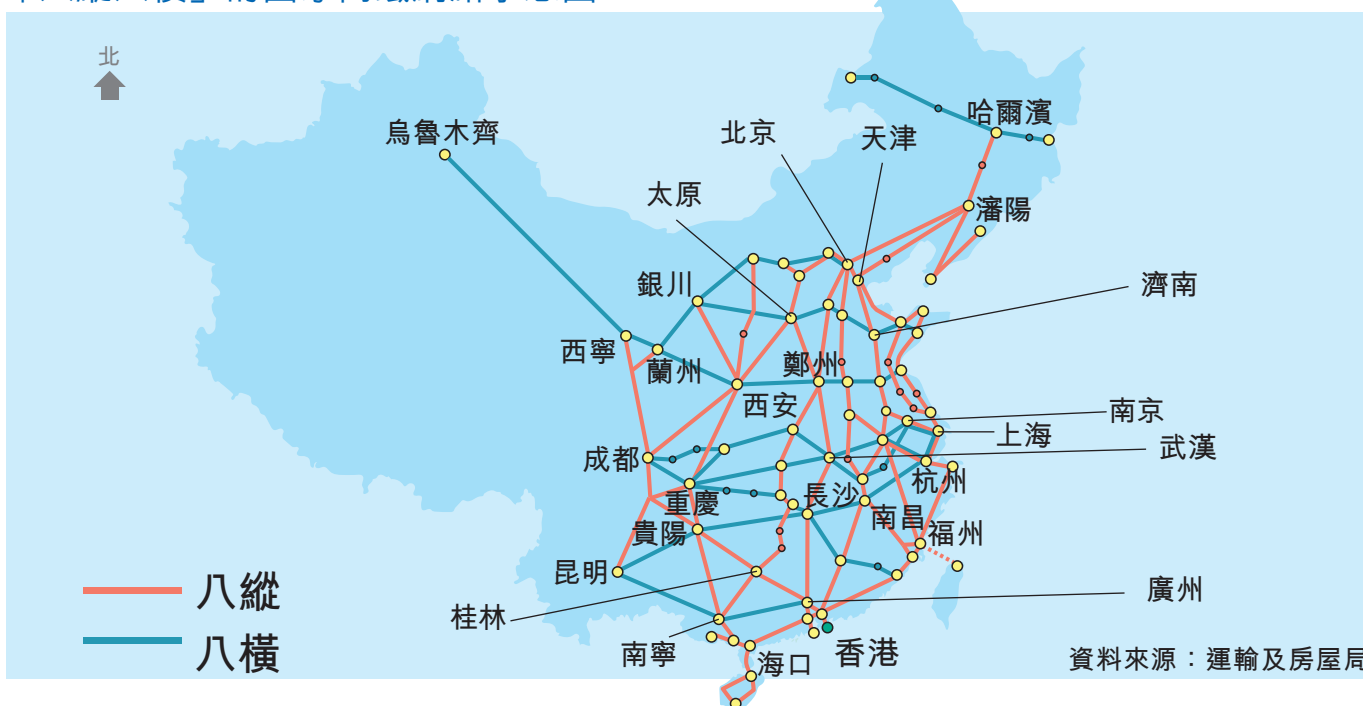 北
哈爾濱
烏魯木齊
北京
天津
太原
瀋陽
銀川
濟南
西寧
蘭州
鄭州
西安
南京
上海
武漢
成都
杭州
重慶
長沙
南昌
福州
貴陽
昆明
八縱
桂林
廣州
八橫
南寧
海口
香港
資料來源：運輸及房屋局